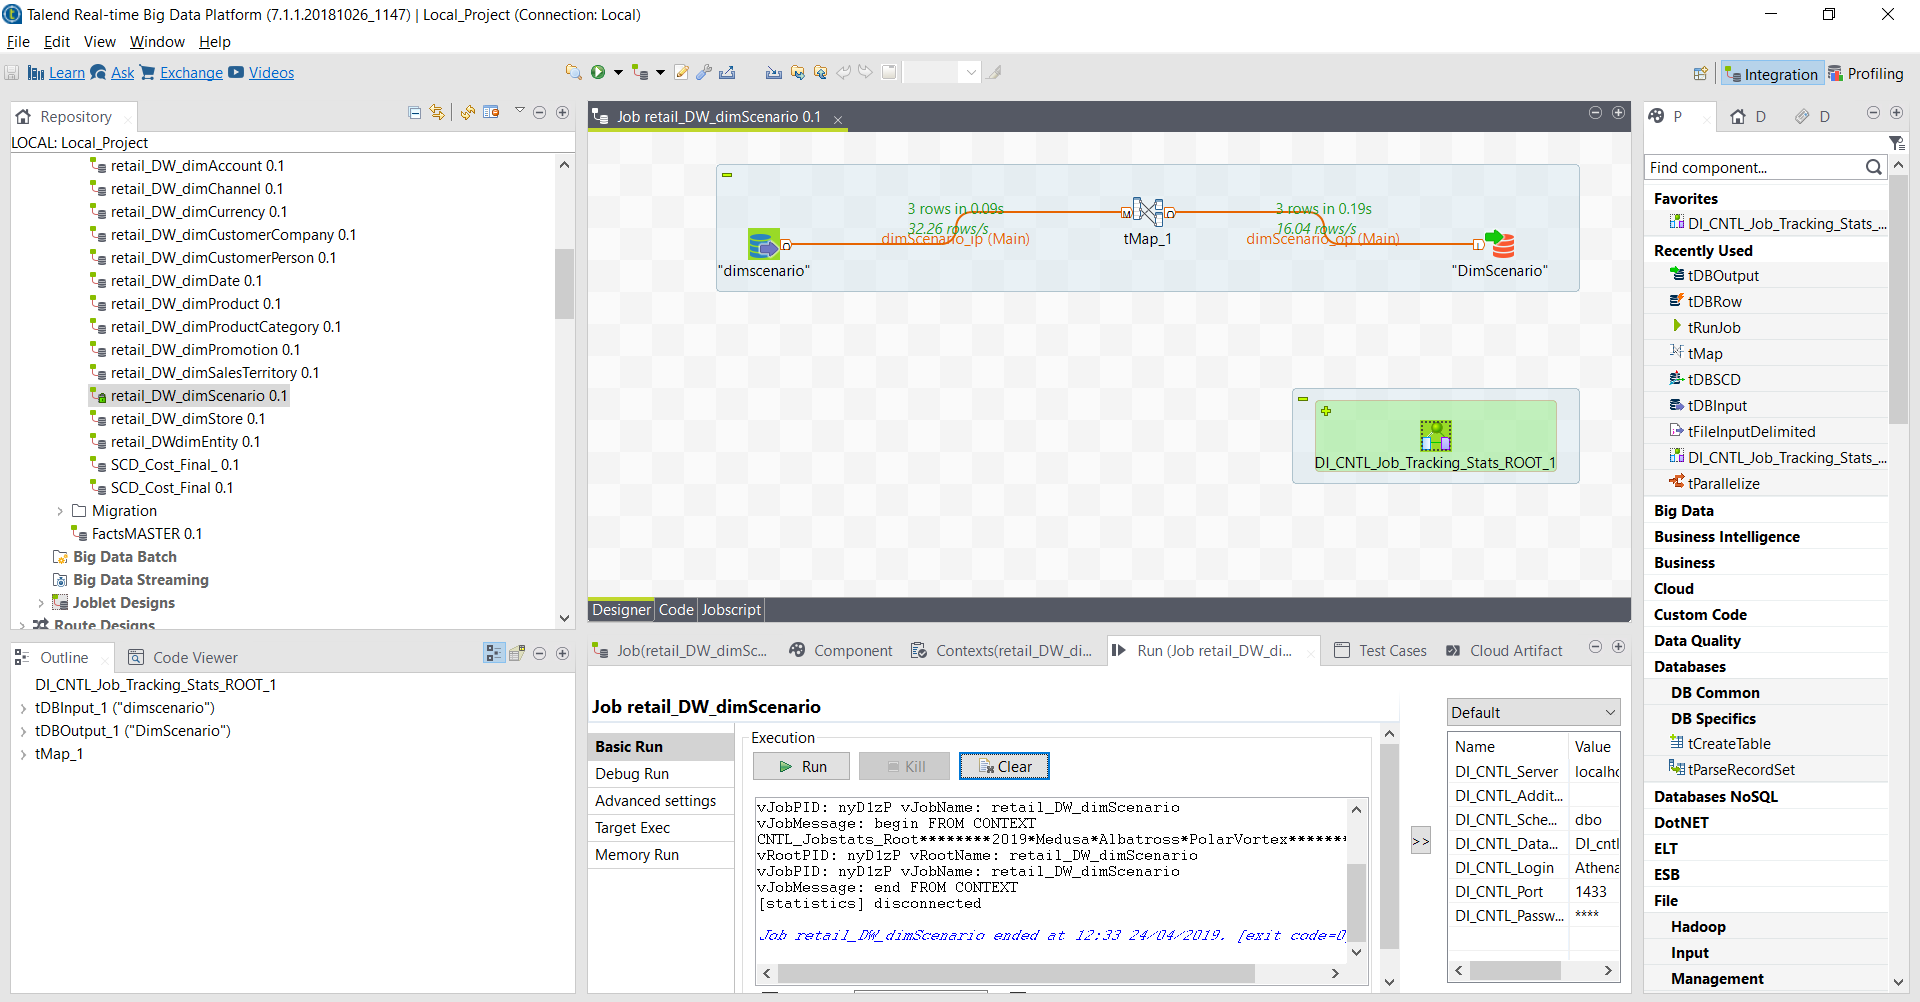 Talend Real-time Big Data Platform (7.1.1.20181026_1147) | Local_Project (Connection: Local)
File Edit View Window Help
Learn Ask Exchange Videos
Integration Profiling
Repository
LOCAL: Local_Project
retail_DW_dimAccount 0.1
retail_DW_dimChannel 0.1
retail_DW_dimCurrency 0.1
retail_DW_dimCustomerCompany 0.1
retail_DW_dimCustomerPerson 0.1
retail_DW_dimDate 0.1
retail_DW_dimProduct 0.1
retail_DW_dimProductCategory 0.1
retail_DW_dimPromotion 0.1
retail_DW_dimSalesTerritory 0.1
retail_DW_dimScenario 0.1
retail_DW_dimStore 0.1
retail_DWdimEntity 0.1
SCD_Cost_Final_ 0.1
SCD_Cost_Final 0.1
Migration
FactsMASTER 0.1
Big Data Batch
Big Data Streaming
Joblet Designs
Route Designs
Outline Code Viewer
DI_CNTL_Job_Tracking_Stats_ROOT_1
tDBInput_1 ("dimscenario")
tDBOutput_1 ("DimScenario")
tMap_1
Job retail_DW_dimScenario 0.1
3 rows in 0.09s
32.26 rows/s
dimScenario_ip (Main)
3 rows in 0.19s
16.04 rows/s
dimScenario_op (Main)
"dimscenario"
tMap_1
"DimScenario"
DI_CNTL_Job_Tracking_Stats_ROOT_1
Designer Code Jobscript
Job(retail_DW_dimSc... Component Contexts(retail_DW_di... Run (Job retail_DW_di... Test Cases Cloud Artifact
Job retail_DW_dimScenario
Basic Run
Debug Run
Advanced settings
Target Exec
Memory Run
Execution
Run Kill Clear
vJobPID: nyD1zP vJobName: retail_DW_dimScenario
vJobMessage: begin FROM CONTEXT
CNTL_Jobstats_Root********2019*Medusa*Albatross*PolarVortex*******
vRootPID: nyD1zP vRootName: retail_DW_dimScenario
vJobPID: nyD1zP vJobName: retail_DW_dimScenario
vJobMessage: end FROM CONTEXT
[statistics] disconnected
Job retail_DW_dimScenario ended at 12:33 24/04/2019. [exit code=0
>>
Default
Name Value
DI_CNTL_Server localhc
DI_CNTL_Addit...
DI_CNTL_Sche... dbo
DI_CNTL_Data... DI_cntl
DI_CNTL_Login Athena
DI_CNTL_Port 1433
DI_CNTL_Passw... ****
P D D
Find component...
Favorites
DI_CNTL_Job_Tracking_Stats_...
Recently Used
tDBOutput
tDBRow
tRunJob
tMap
tDBSCD
tDBInput
tFileInputDelimited
DI_CNTL_Job_Tracking_Stats_...
tParallelize
Big Data
Business Intelligence
Business
Cloud
Custom Code
Data Quality
Databases
DB Common
DB Specifics
tCreateTable
tParseRecordSet
Databases NoSQL
DotNET
ELT
ESB
File
Hadoop
Input
Management